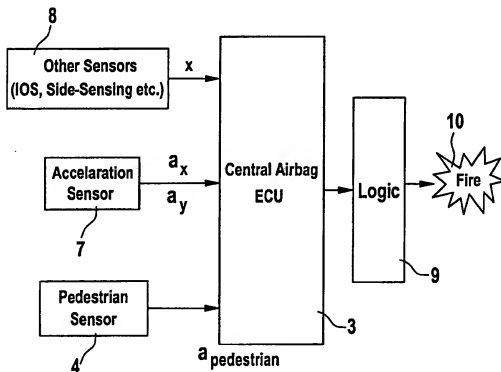 8
Other Sensors
(IOS, Side-Sensing etc.)
x
Accelaration
Sensor
7
a x
a y
Pedestrian
Sensor
4
Central Airbag
ECU
3
a pedestrian
Logic
9
10
Fire